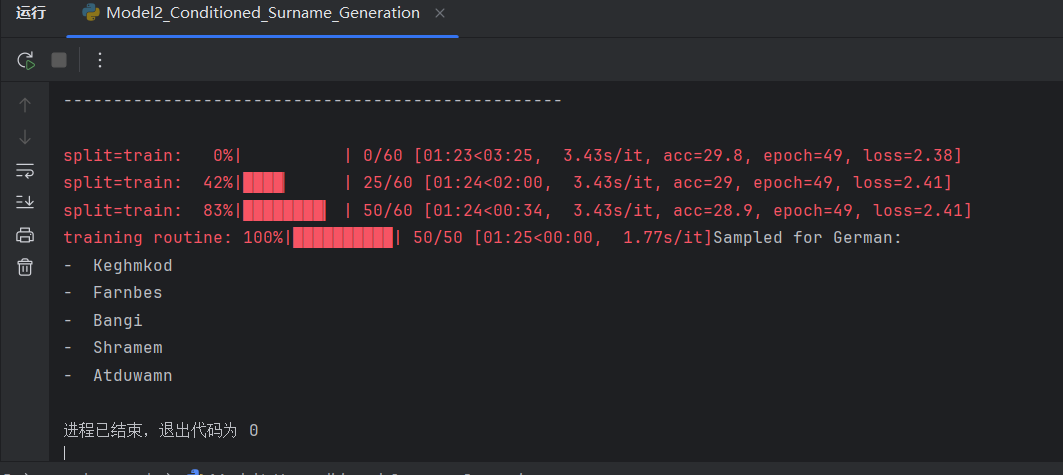 运行 Model2_Conditioned_Surname_Generation ×
--------------------------------------------------
split=train:   0%|          | 0/60 [01:23<03:25,  3.43s/it, acc=29.8, epoch=49, loss=2.38]
split=train:  42%|████      | 25/60 [01:24<02:00,  3.43s/it, acc=29, epoch=49, loss=2.41]
split=train:  83%|████████  | 50/60 [01:24<00:34,  3.43s/it, acc=28.9, epoch=49, loss=2.41]
training routine: 100%|██████████| 50/50 [01:25<00:00,  1.77s/it]Sampled for German:
-  Keghmkod
-  Farnbes
-  Bangi
-  Shramem
-  Atduwamn
进程已结束，退出代码为 0